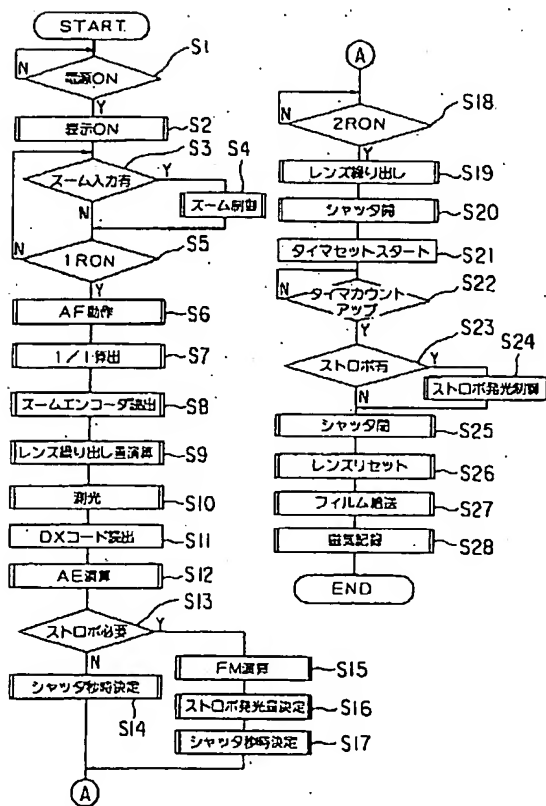 START
S1
電源ON
N
Y
表示ON
S2
S3
ズーム入力有
Y
S4
N
ズーム制御
S5
1RON
N
Y
AF動作
S6
S7
ズームエンコーダ読出
S8
レンズ繰り出し量演算
S9
測光
S10
DXコード読出
S11
AE演算
S12
S13
ストロボ必要
Y
N
シャッタ秒時決定
S14
FM演算
S15
ストロボ発光量決定
S16
シャッタ秒時決定
S17
A
A
S18
2RON
N
Y
レンズ繰り出し
S19
シャッタ開
S20
タイマセットスタート
S21
S22
タイマカウント
アップ
N
Y
S23
ストロボ有
Y
S24
N
ストロボ発光制御
シャッタ閉
S25
レンズリセット
S26
フィルム給送
S27
磁気記録
S28
END